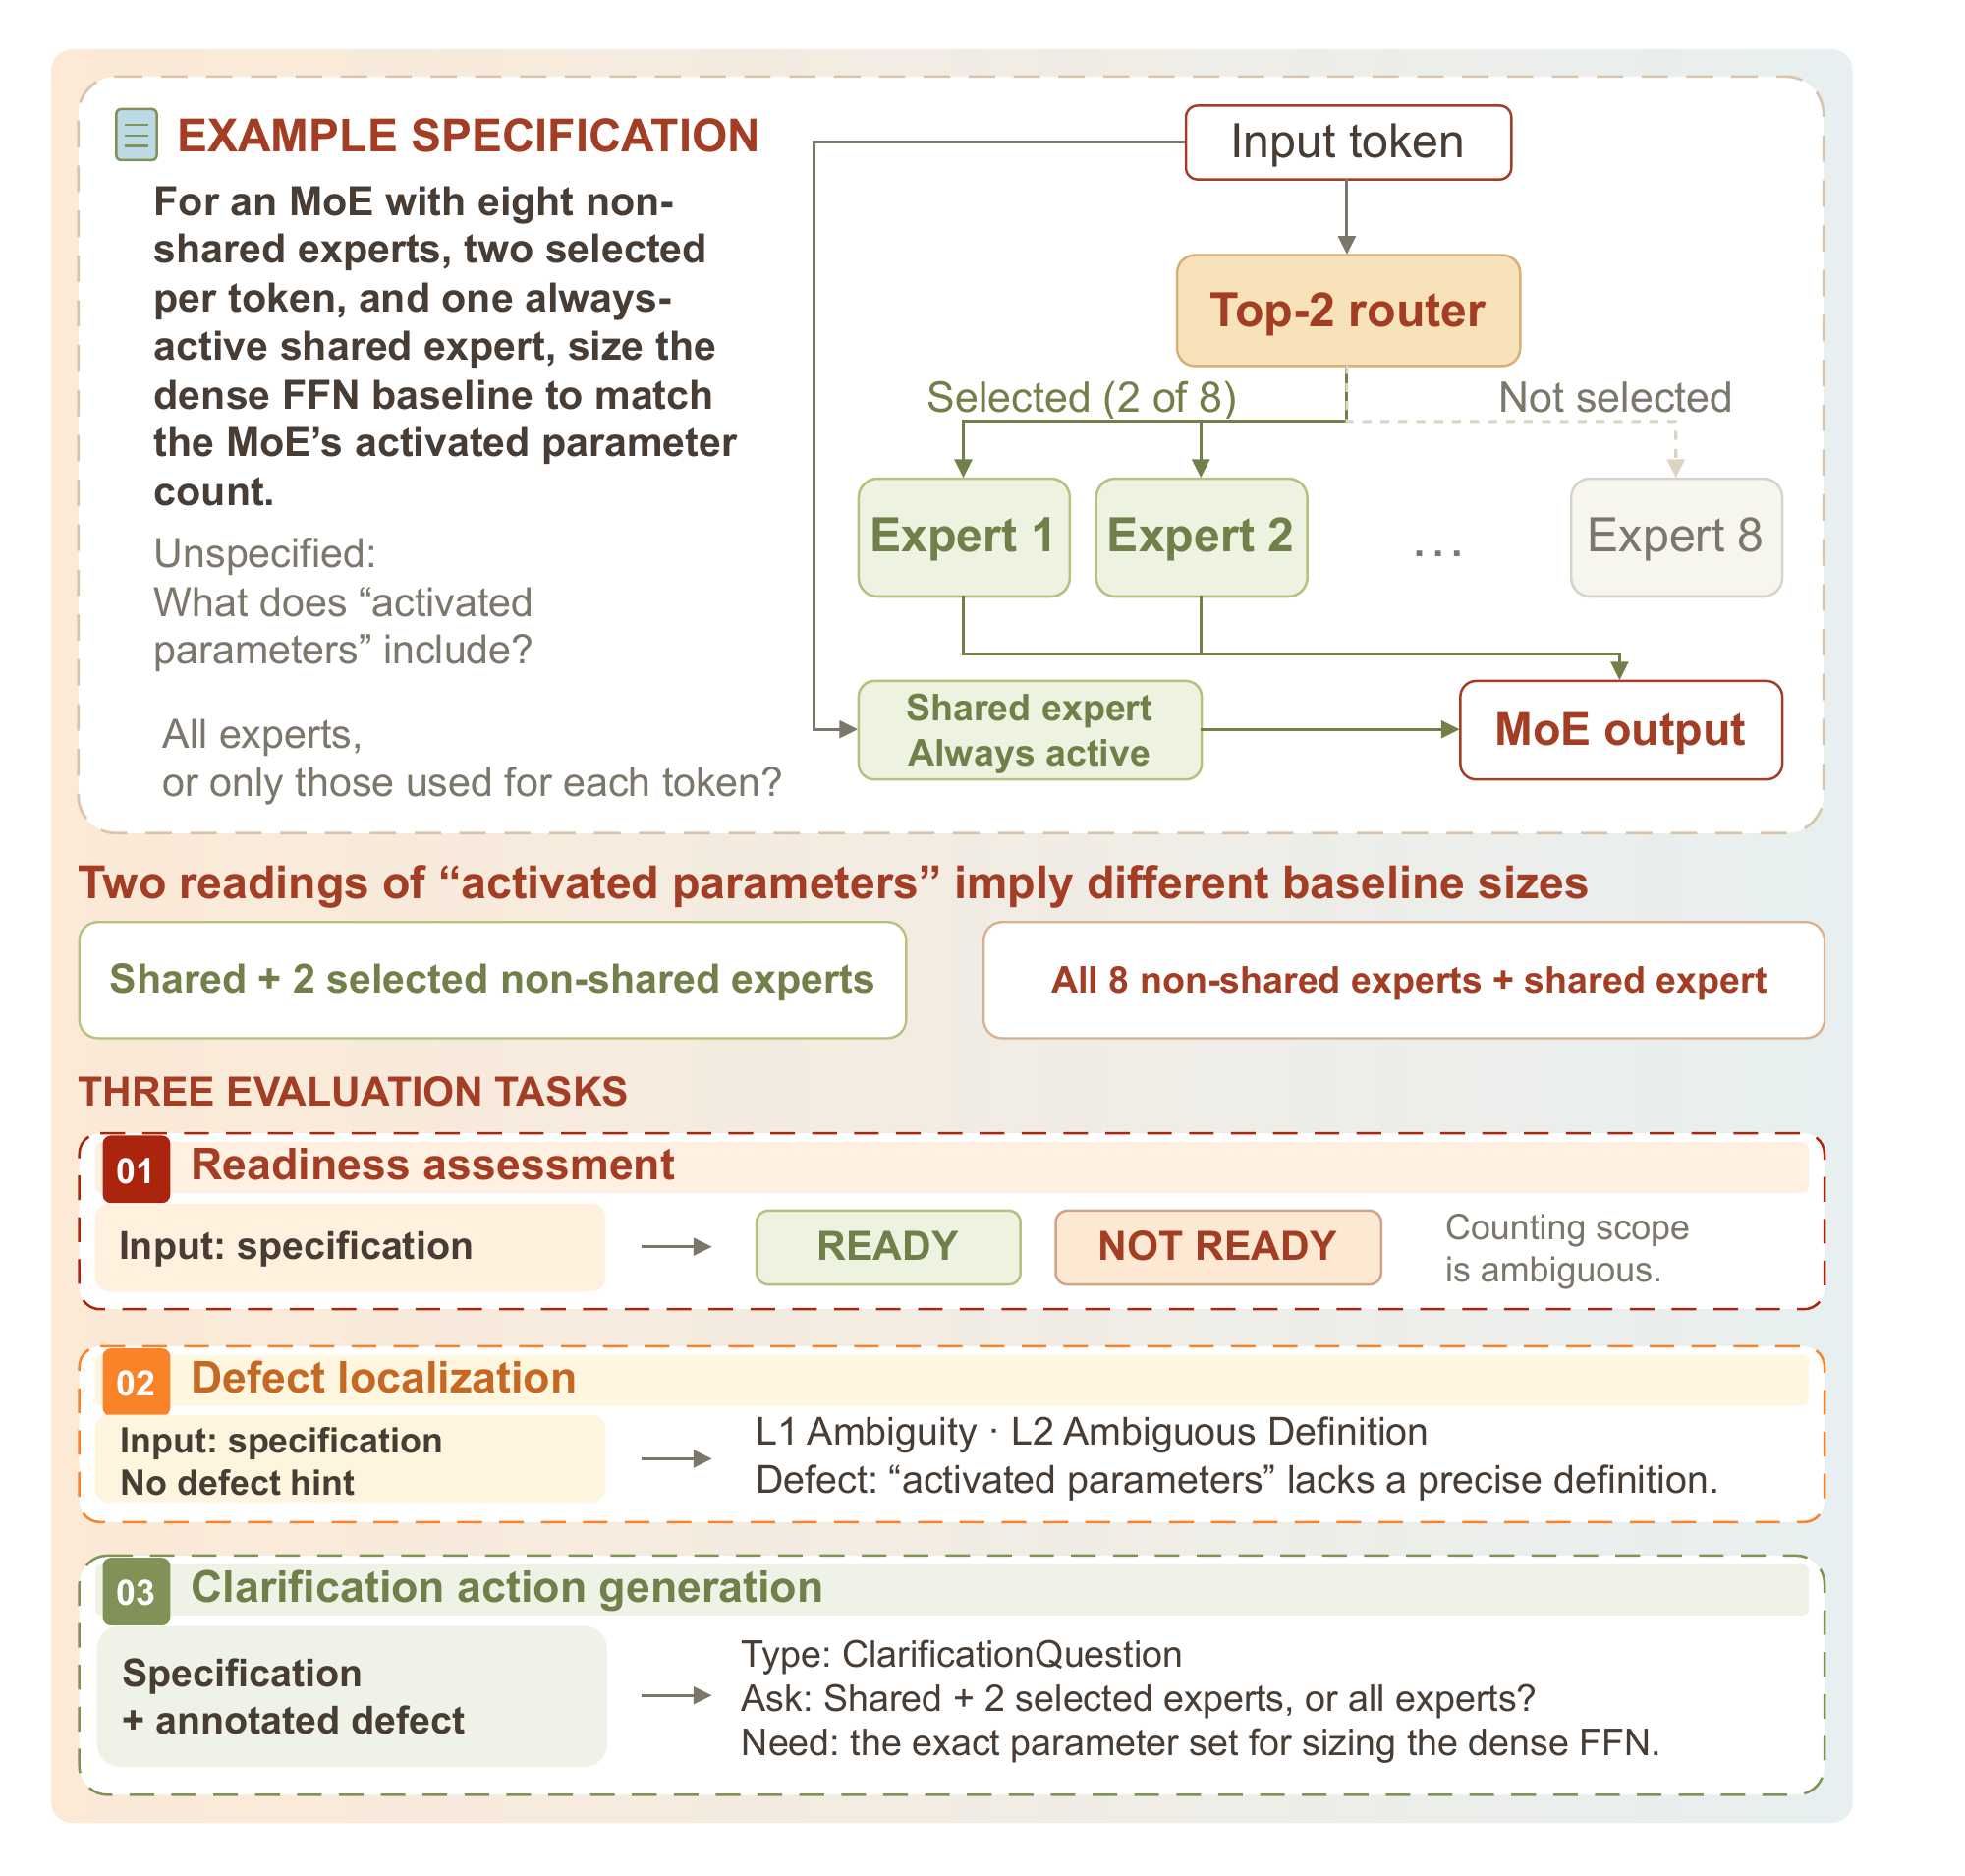 EXAMPLE SPECIFICATION
For an MoE with eight non-
shared experts, two selected
per token, and one always-
active shared expert, size the
dense FFN baseline to match
the MoE’s activated parameter
count.
Unspecified:
What does “activated
parameters” include?
All experts,
or only those used for each token?
Input token
Top-2 router
Selected (2 of 8)
Not selected
Expert 1
Expert 2
...
Expert 8
Shared expert
Always active
MoE output
Two readings of “activated parameters” imply different baseline sizes
Shared + 2 selected non-shared experts
All 8 non-shared experts + shared expert
THREE EVALUATION TASKS
01 Readiness assessment
Input: specification
READY
NOT READY
Counting scope
is ambiguous.
02 Defect localization
Input: specification
No defect hint
L1 Ambiguity · L2 Ambiguous Definition
Defect: “activated parameters” lacks a precise definition.
03 Clarification action generation
Specification
+ annotated defect
Type: ClarificationQuestion
Ask: Shared + 2 selected experts, or all experts?
Need: the exact parameter set for sizing the dense FFN.